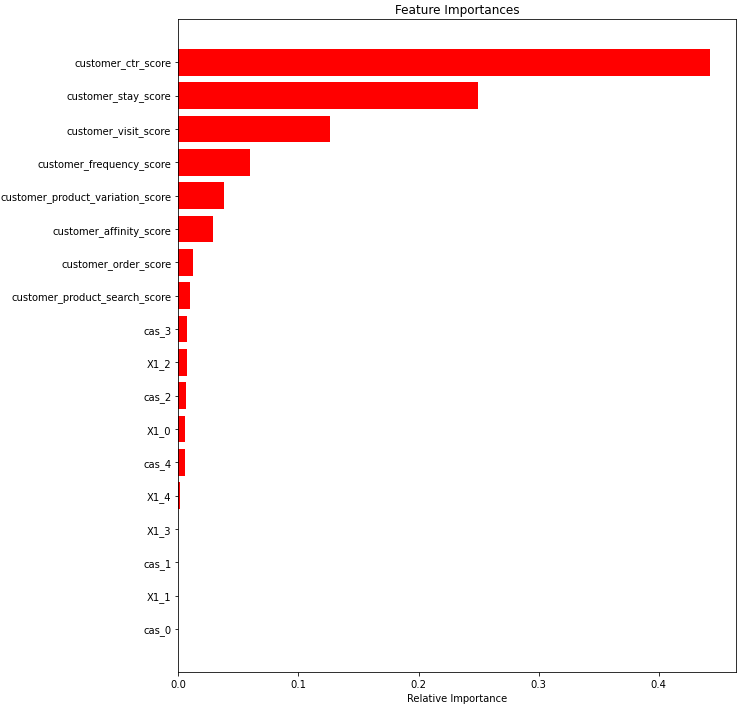 Feature Importances
customer_ctr_score
customer_stay_score
customer_visit_score
customer_frequency_score
customer_product_variation_score
customer_affinity_score
customer_order_score
customer_product_search_score
cas_3
X1_2
cas_2
X1_0
cas_4
X1_4
X1_3
cas_1
X1_1
cas_0
0.0 0.1 0.2 0.3 0.4
Relative Importance